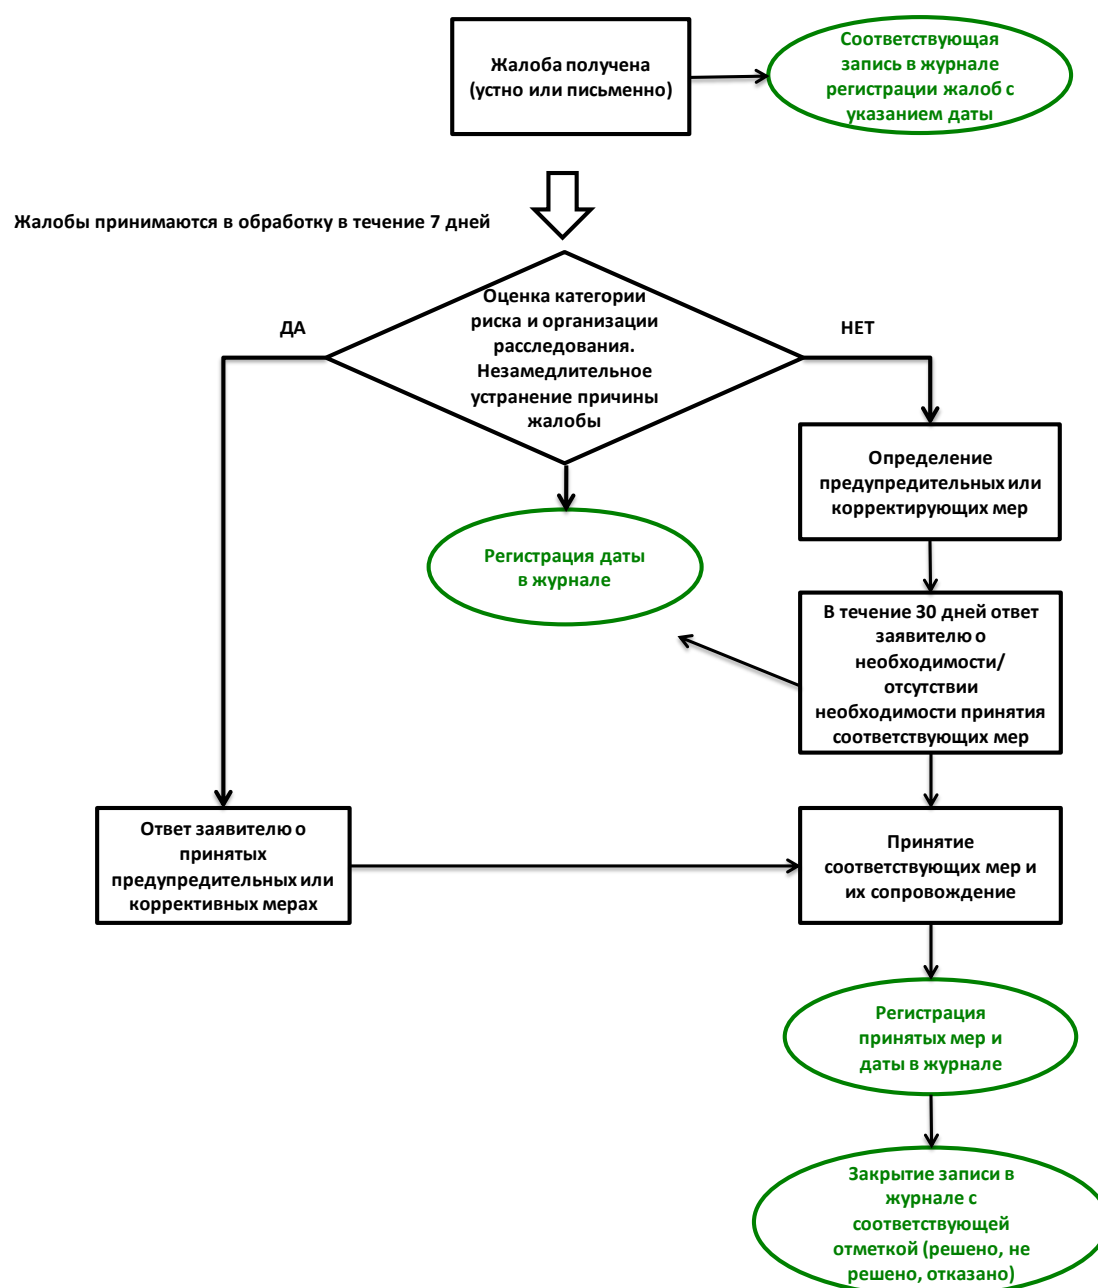 Жалоба получена
(устно или письменно)
Соответствующая
запись в журнале
регистрации жалоб с
указанием даты
Жалобы принимаются в обработку в течение 7 дней
Оценка категории
риска и организации
расследования.
Незамедлительное
устранение причины
жалобы
ДА
НЕТ
Определение
предупредительных или
корректирующих мер
Регистрация даты
в журнале
В течение 30 дней ответ
заявителю о
необходимости/
отсутствии
необходимости принятия
соответствующих мер
Ответ заявителю о
принятых
предупредительных или
коррективных мерах
Принятие
соответствующих мер и
их сопровождение
Регистрация
принятых мер и
даты в журнале
Закрытие записи в
журнале с
соответствующей
отметкой (решено, не
решено, отказано)